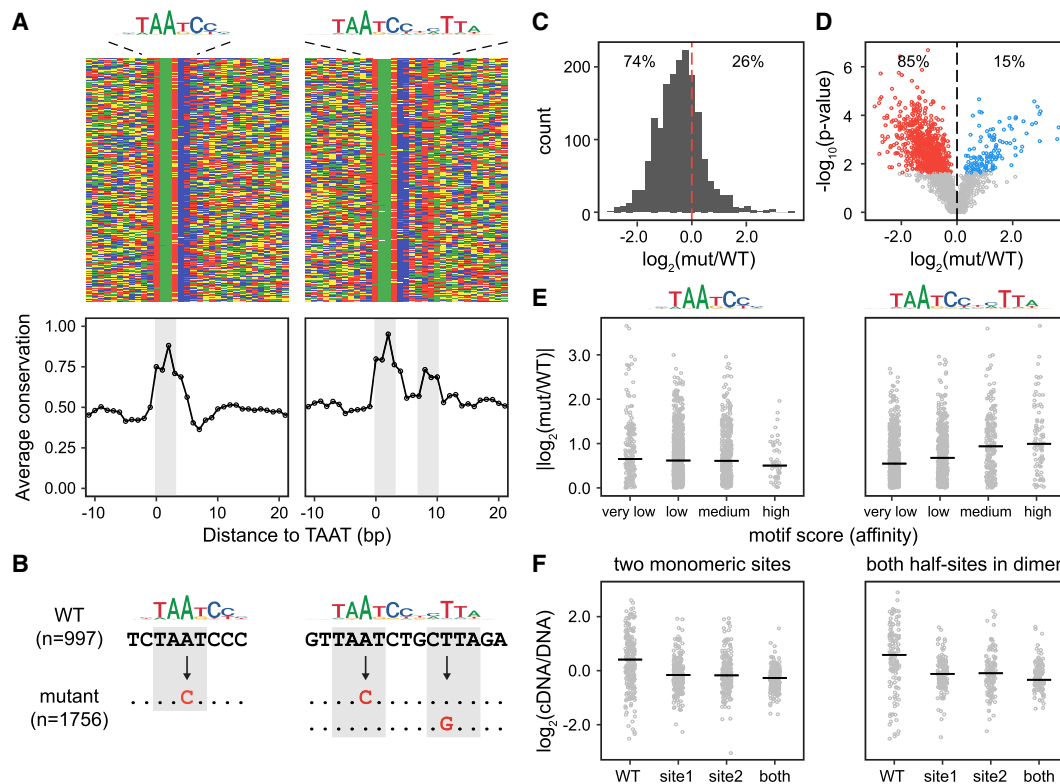 A
TAATCC
TAATCC TTA
1.00
0.75
0.50
0.25
0.00
Average conservation
-10 0 10 20
-10 0 10 20
Distance to TAAT (bp)
B
WT
(n=997)
TAATCC
TAATCC TTA
TCTAATCCC
GTTAATCTGCTTAGA
mutant
(n=1756)
. . . . C . . . .
. . . . C . . . . . . . . . .
. . . . . . . . . . G . . . .
C
74% 26%
200
100
0
count
-2.0 0.0 2.0
log2(mut/WT)
D
85% 15%
6
4
2
0
-log10(p-value)
-2.0 0.0 2.0
log2(mut/WT)
E
TAATCC
TAATCC TTA
3.0
2.0
1.0
0.0
|log2(mut/WT)|
very low low medium high
very low low medium high
motif score (affinity)
F
two monomeric sites
both half-sites in dimer
2.0
0.0
-2.0
log2(cDNA/DNA)
WT site1 site2 both
WT site1 site2 both